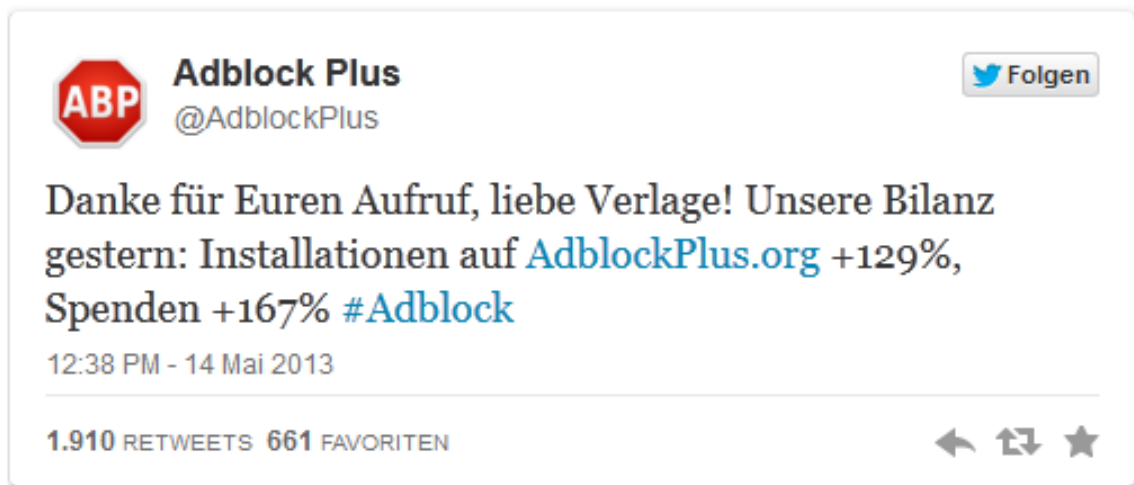 ABP
Adblock Plus
@AdblockPlus
Folgen
Danke für Euren Aufruf, liebe Verlage! Unsere Bilanz
gestern: Installationen auf AdblockPlus.org +129%,
Spenden +167% #Adblock
12:38 PM - 14 Mai 2013
1.910 RETWEETS 661 FAVORITEN